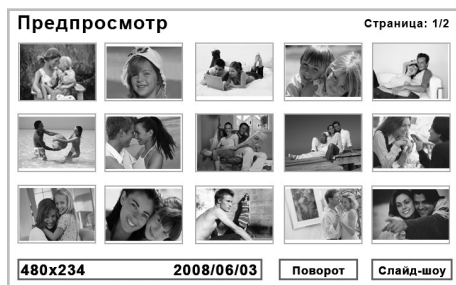 Предпросмотр
Страница: 1/2
480x234
2008/06/03
Поворот
Слайд-шоу